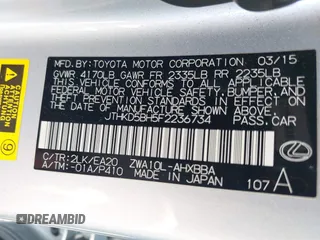 MFD. BY: TOYOTA MOTOR CORPORATION 03/15
GVWR 4170LB GAWR FR 2335LB RR 2235LB
THIS VEHICLE CONFORMS TO ALL APPLICABLE
FEDERAL MOTOR VEHICLE SAFETY, BUMPER, AND
THEFT PREVENTION STANDARDS IN EFFECT ON THE
DATE OF MANUFACTURE SHOWN ABOVE.
JTHKD5BH5F2236734 PASS. CAR
C/TR: 2LK/EA20 ZWA10L-AHXBBA
A/TM: -01A/P410 MADE IN JAPAN
107 A
9
DREAMBID